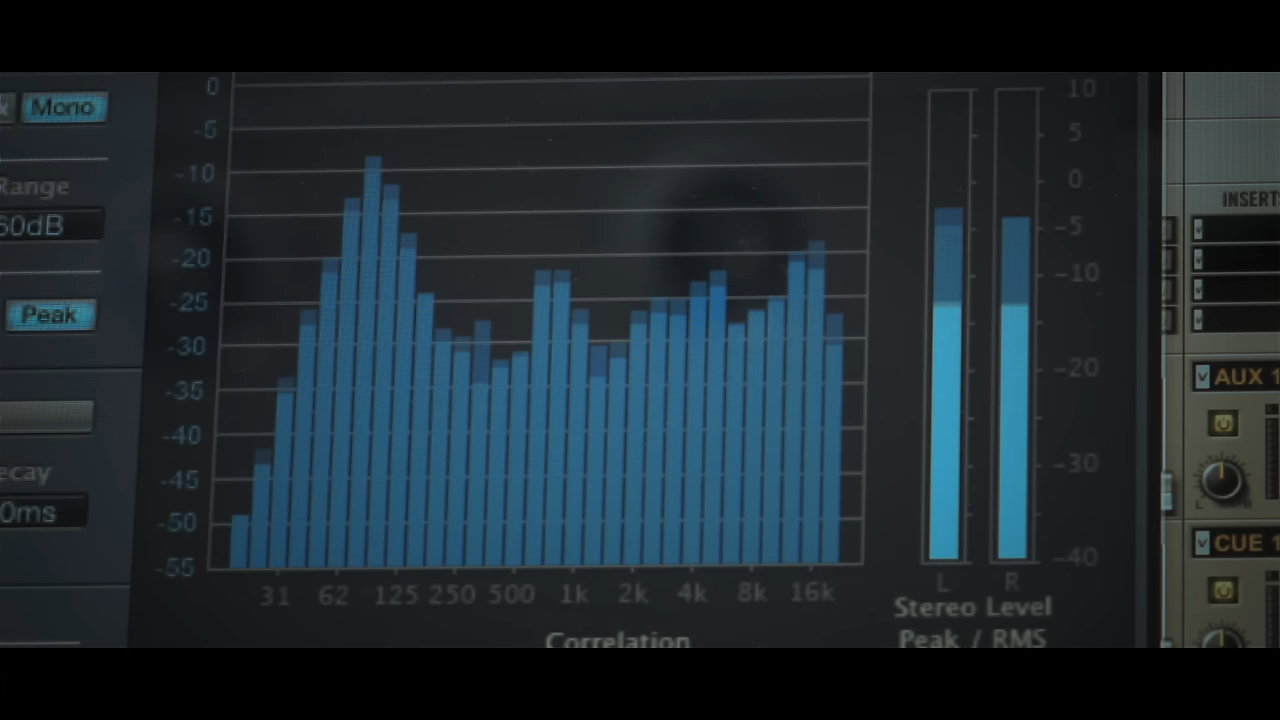 Mono
Range
60dB
Peak
ecay
0ms
0
-5
-10
-15
-20
-25
-30
-35
-40
-45
-50
-55
31 62 125 250 500 1k 2k 4k 8k 16k
Correlation
10
5
0
-5
-10
-20
-30
-40
L R
Stereo Level
Peak / RMS
INSERTS
AUX 1
L R
CUE 1